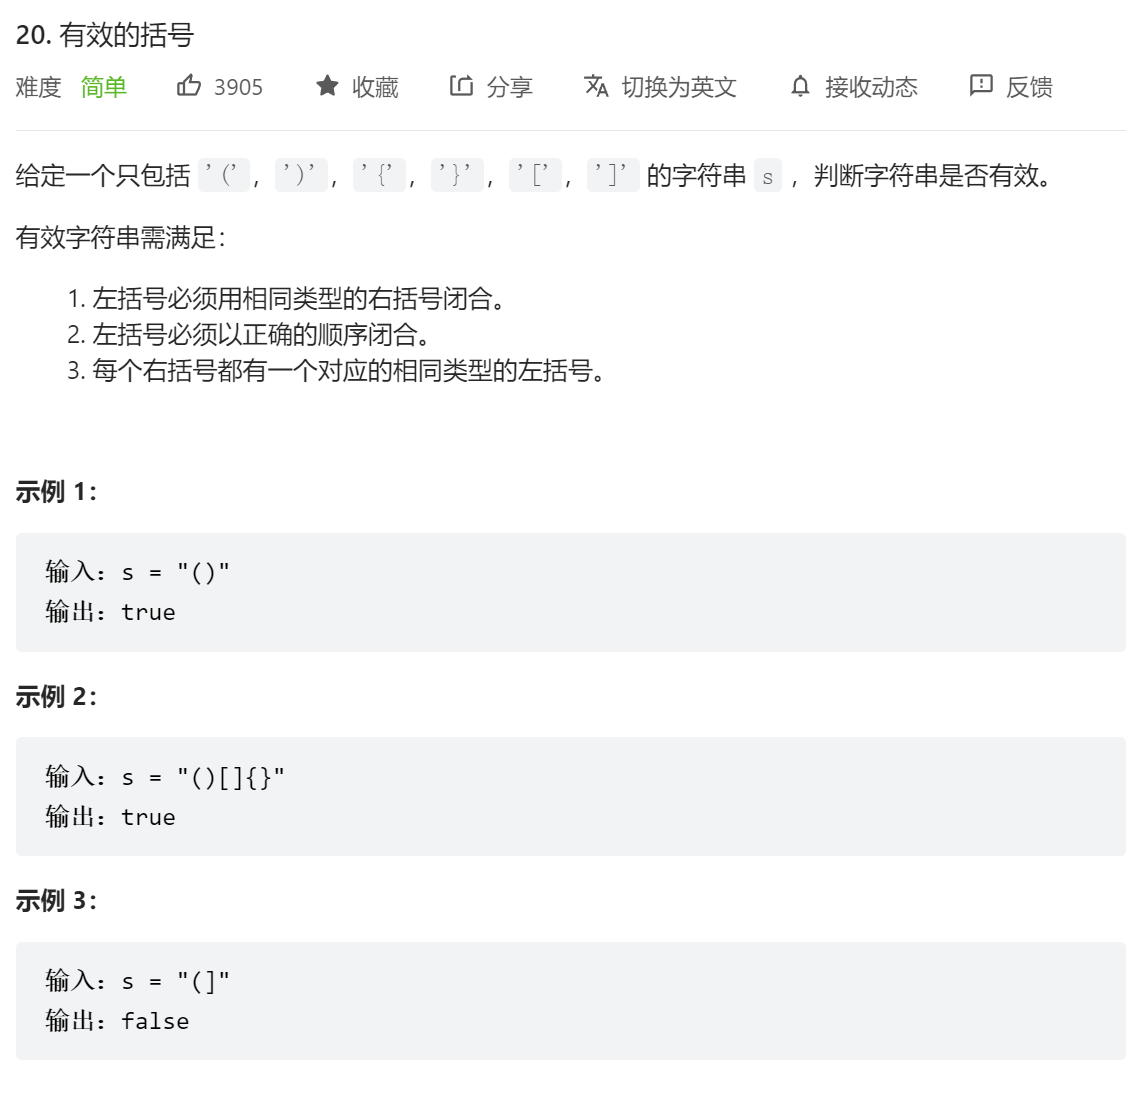 20. 有效的括号
难度 简单 3905 收藏 分享 切换为英文 接收动态 反馈
给定一个只包括 '(', ')', '{', '}', '[', ']' 的字符串 s ，判断字符串是否有效。
有效字符串需满足：
1. 左括号必须用相同类型的右括号闭合。
2. 左括号必须以正确的顺序闭合。
3. 每个右括号都有一个对应的相同类型的左括号。
示例 1：
输入：s = "()"
输出：true
示例 2：
输入：s = "()[]{}"
输出：true
示例 3：
输入：s = "(]"
输出：false